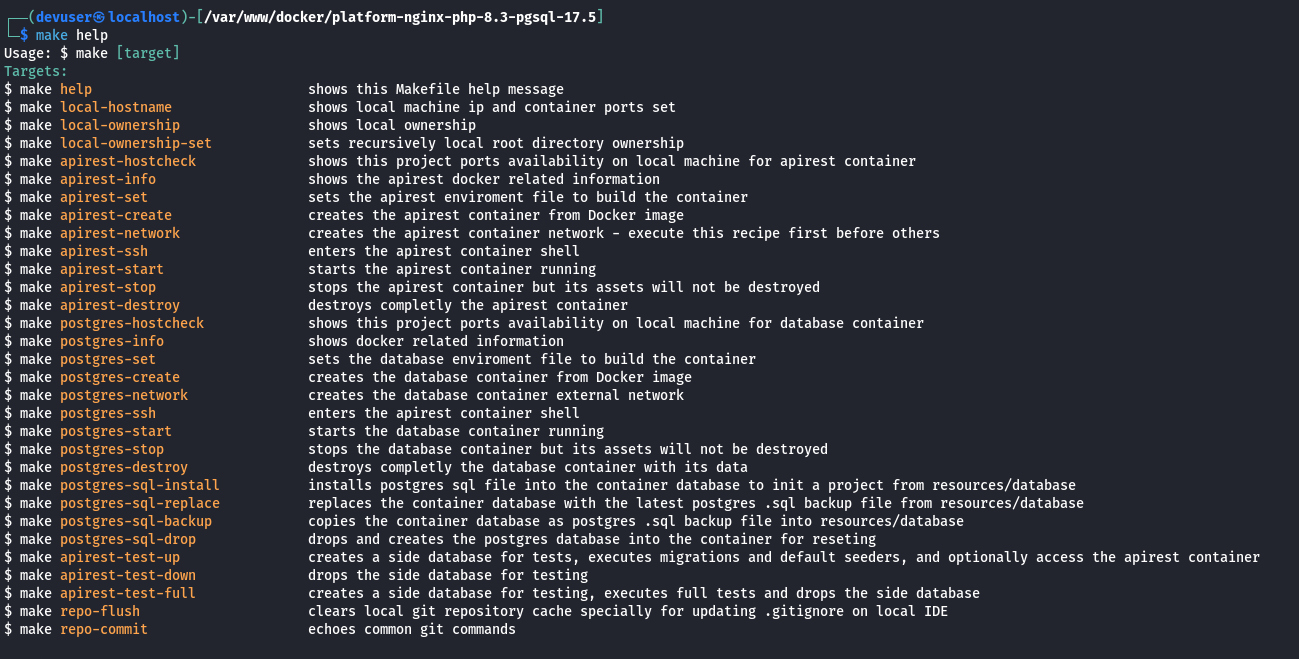 ┌──(devuser㉿localhost)-[/var/www/docker/platform-nginx-php-8.3-pgsql-17.5]
└─$ make help
Usage: $ make [target]
Targets:
$ make help shows this Makefile help message
$ make local-hostname shows local machine ip and container ports set
$ make local-ownership shows local ownership
$ make local-ownership-set sets recursively local root directory ownership
$ make apirest-hostcheck shows this project ports availability on local machine for apirest container
$ make apirest-info shows the apirest docker related information
$ make apirest-set sets the apirest enviroment file to build the container
$ make apirest-create creates the apirest container from Docker image
$ make apirest-network creates the apirest container network - execute this recipe first before others
$ make apirest-ssh enters the apirest container shell
$ make apirest-start starts the apirest container running
$ make apirest-stop stops the apirest container but its assets will not be destroyed
$ make apirest-destroy destroys completly the apirest container
$ make postgres-hostcheck shows this project ports availability on local machine for database container
$ make postgres-info shows docker related information
$ make postgres-set sets the database enviroment file to build the container
$ make postgres-create creates the database container from Docker image
$ make postgres-network creates the database container external network
$ make postgres-ssh enters the apirest container shell
$ make postgres-start starts the database container running
$ make postgres-stop stops the database container but its assets will not be destroyed
$ make postgres-destroy destroys completly the database container with its data
$ make postgres-sql-install installs postgres sql file into the container database to init a project from resources/database
$ make postgres-sql-replace replaces the container database with the latest postgres .sql backup file from resources/database
$ make postgres-sql-backup copies the container database as postgres .sql backup file into resources/database
$ make postgres-sql-drop drops and creates the postgres database into the container for reseting
$ make apirest-test-up creates a side database for tests, executes migrations and default seeders, and optionally access the apirest container
$ make apirest-test-down drops the side database for testing
$ make apirest-test-full creates a side database for testing, executes full tests and drops the side database
$ make repo-flush clears local git repository cache specially for updating .gitignore on local IDE
$ make repo-commit echoes common git commands